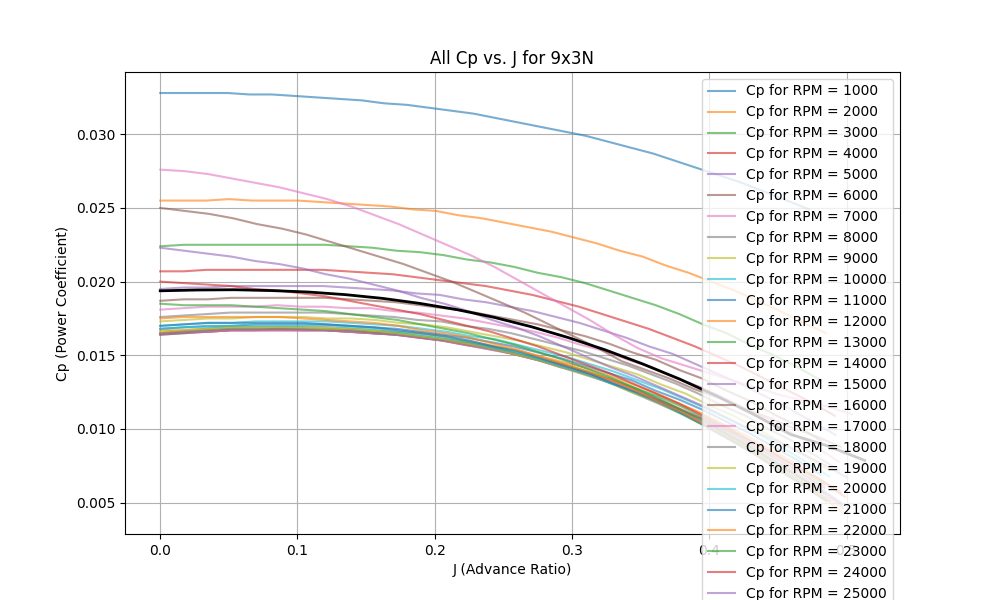 All Cp vs. J for 9x3N
Cp (Power Coefficient)
0.030
0.025
0.020
0.015
0.010
0.005
0.0
0.1
0.2
0.3
0.4
J (Advance Ratio)
Cp for RPM = 1000
Cp for RPM = 2000
Cp for RPM = 3000
Cp for RPM = 4000
Cp for RPM = 5000
Cp for RPM = 6000
Cp for RPM = 7000
Cp for RPM = 8000
Cp for RPM = 9000
Cp for RPM = 10000
Cp for RPM = 11000
Cp for RPM = 12000
Cp for RPM = 13000
Cp for RPM = 14000
Cp for RPM = 15000
Cp for RPM = 16000
Cp for RPM = 17000
Cp for RPM = 18000
Cp for RPM = 19000
Cp for RPM = 20000
Cp for RPM = 21000
Cp for RPM = 22000
Cp for RPM = 23000
Cp for RPM = 24000
Cp for RPM = 25000